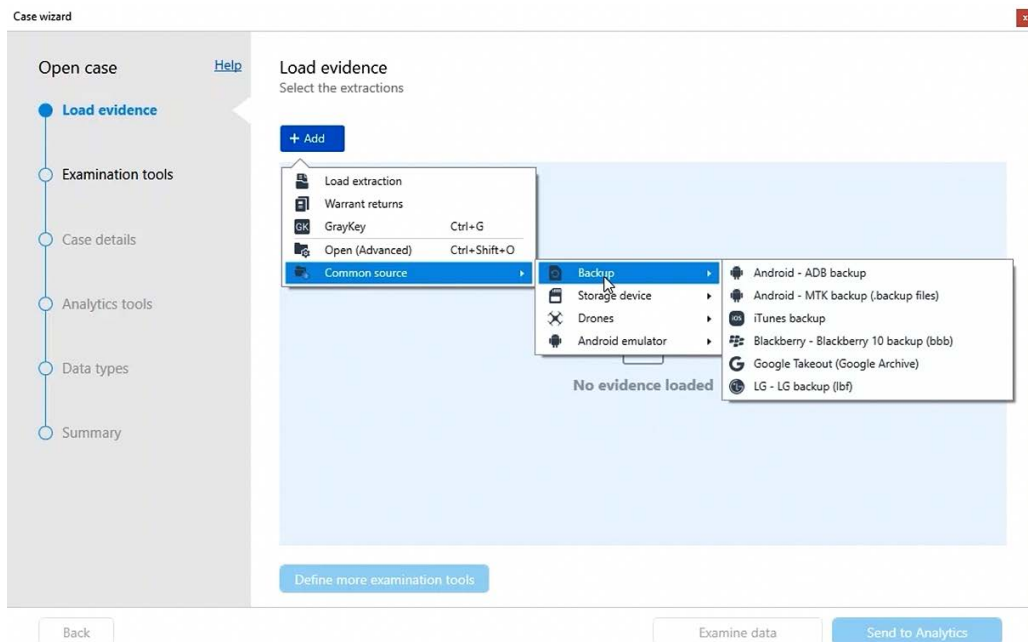 Case wizard
x
Open case
Help
Load evidence
Examination tools
Case details
Analytics tools
Data types
Summary
Load evidence
Select the extractions
+ Add
Load extraction
Warrant returns
GK GrayKey Ctrl+G
Open (Advanced) Ctrl+Shift+O
Common source
Backup
Storage device
Drones
Android emulator
Android - ADB backup
Android - MTK backup (.backup files)
iOS iTunes backup
Blackberry - Blackberry 10 backup (bbb)
G Google Takeout (Google Archive)
LG - LG backup (lbf)
No evidence loaded
Define more examination tools
Back
Examine data
Send to Analytics